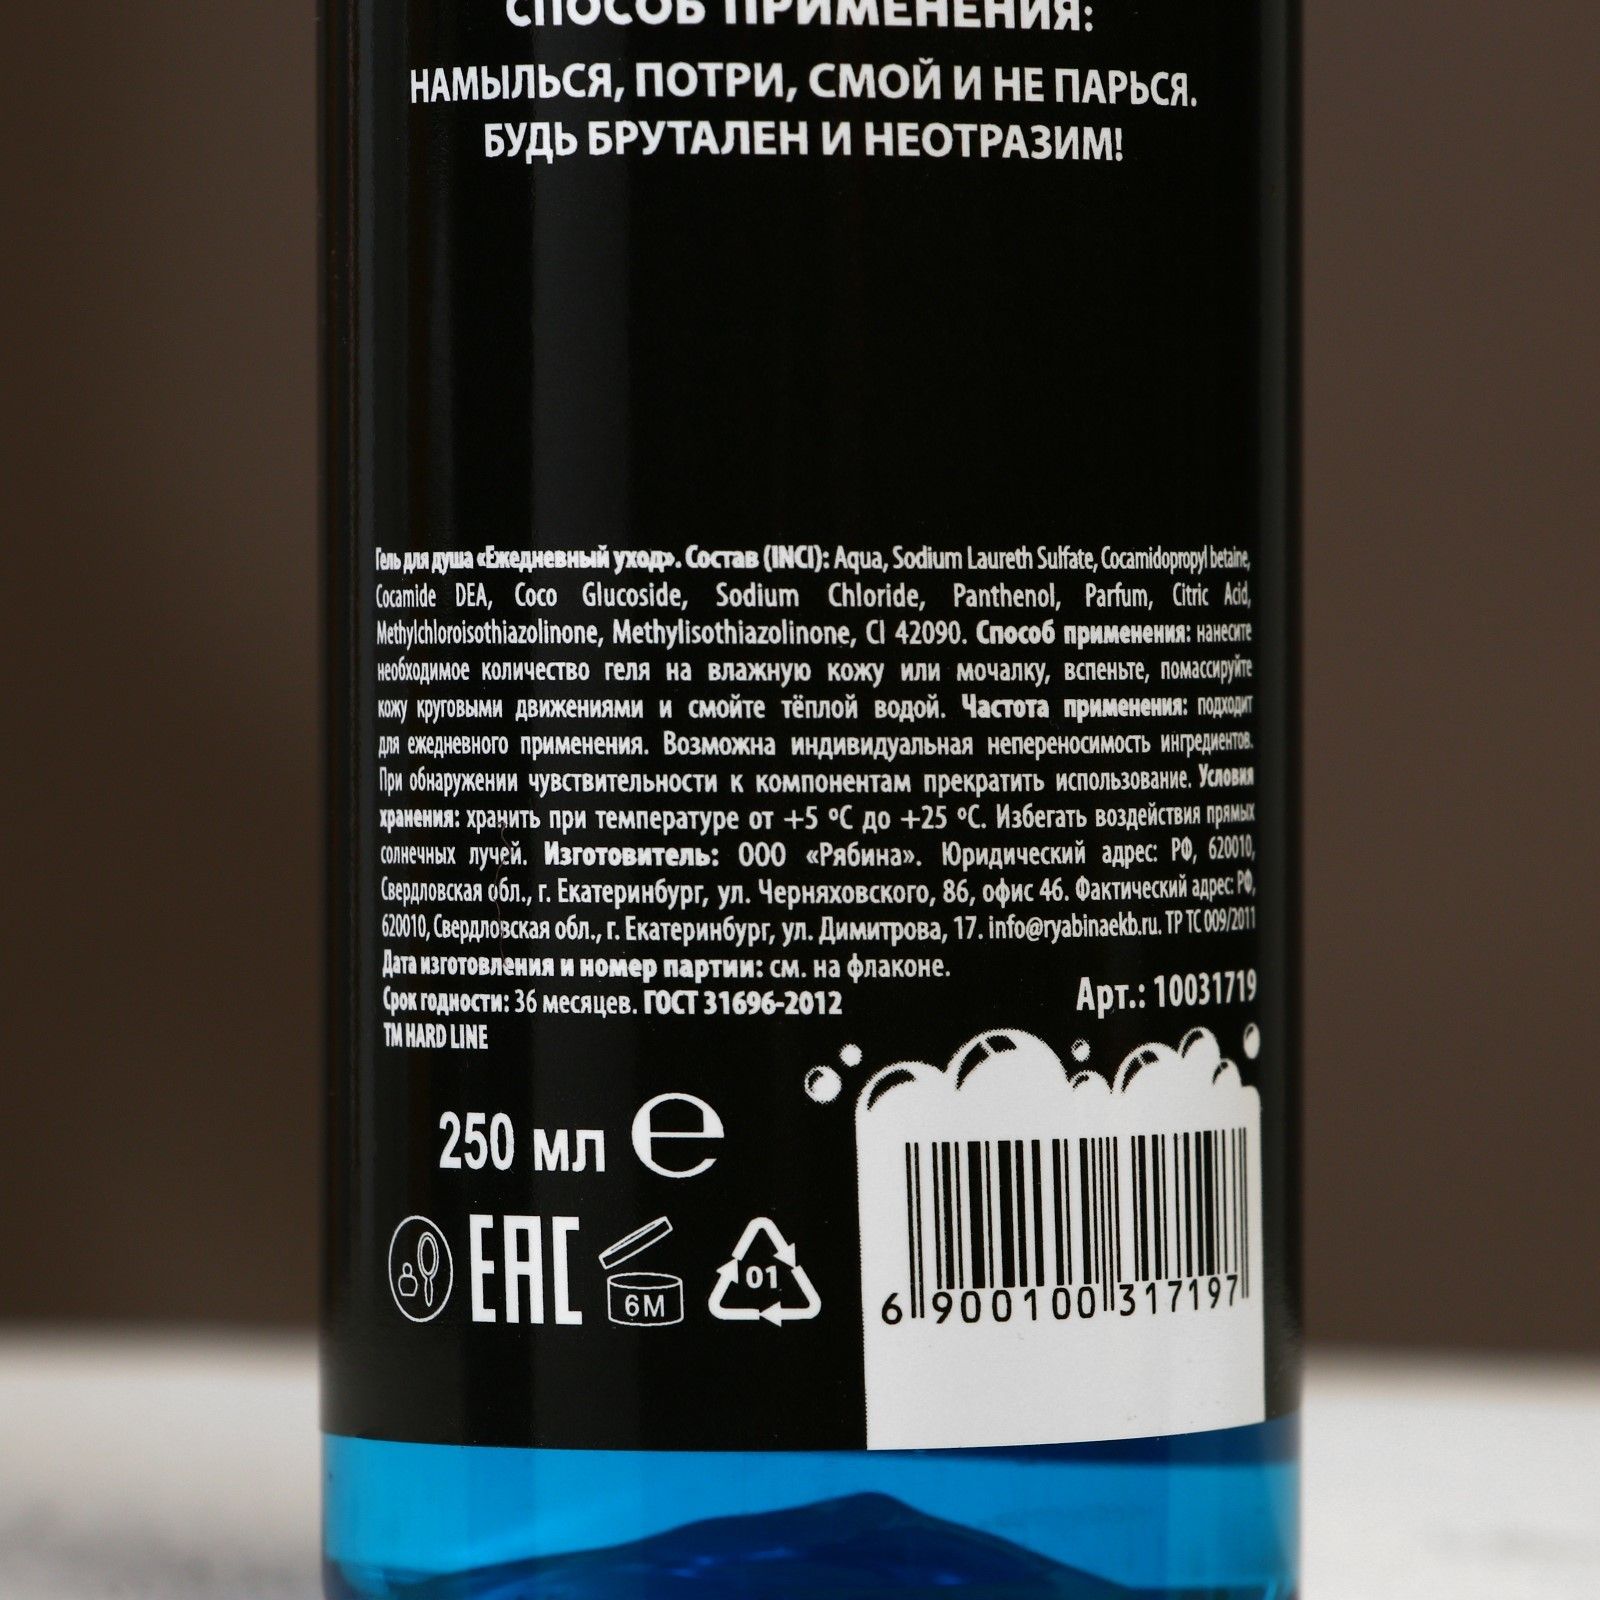 СПОСОБ ПРИМЕНЕНИЯ:
НАМЫЛЬСЯ, ПОТРИ, СМОЙ И НЕ ПАРЬСЯ.
БУДЬ БРУТАЛЕН И НЕОТРАЗИМ!
Гель для душа «Ежедневный уход». Состав (INCI): Aqua, Sodium Laureth Sulfate, Cocamidopropyl betaine,
Cocamide DEA, Coco Glucoside, Sodium Chloride, Panthenol, Parfum, Citric Acid,
Methylchloroisothiazolinone, Methylisothiazolinone, CI 42090. Способ применения: нанесите
необходимое количество геля на влажную кожу или мочалку, вспеньте, помассируйте
кожу круговыми движениями и смойте тёплой водой. Частота применения: подходит
для ежедневного применения. Возможна индивидуальная непереносимость ингредиентов.
При обнаружении чувствительности к компонентам прекратить использование. Условия
хранения: хранить при температуре от +5 ºС до +25 ºС. Избегать воздействия прямых
солнечных лучей. Изготовитель: ООО «Рябина». Юридический адрес: РФ, 620010,
Свердловская обл., г. Екатеринбург, ул. Черняховского, 86, офис 46. Фактический адрес: РФ,
620010, Свердловская обл., г. Екатеринбург, ул. Димитрова, 17. info@ryabinaekb.ru. ТР ТС 009/2011
Дата изготовления и номер партии: см. на флаконе.
Срок годности: 36 месяцев. ГОСТ 31696-2012
Арт.: 10031719
TM HARD LINE
250 мл e
EAC 6M 01
6 900100 317197